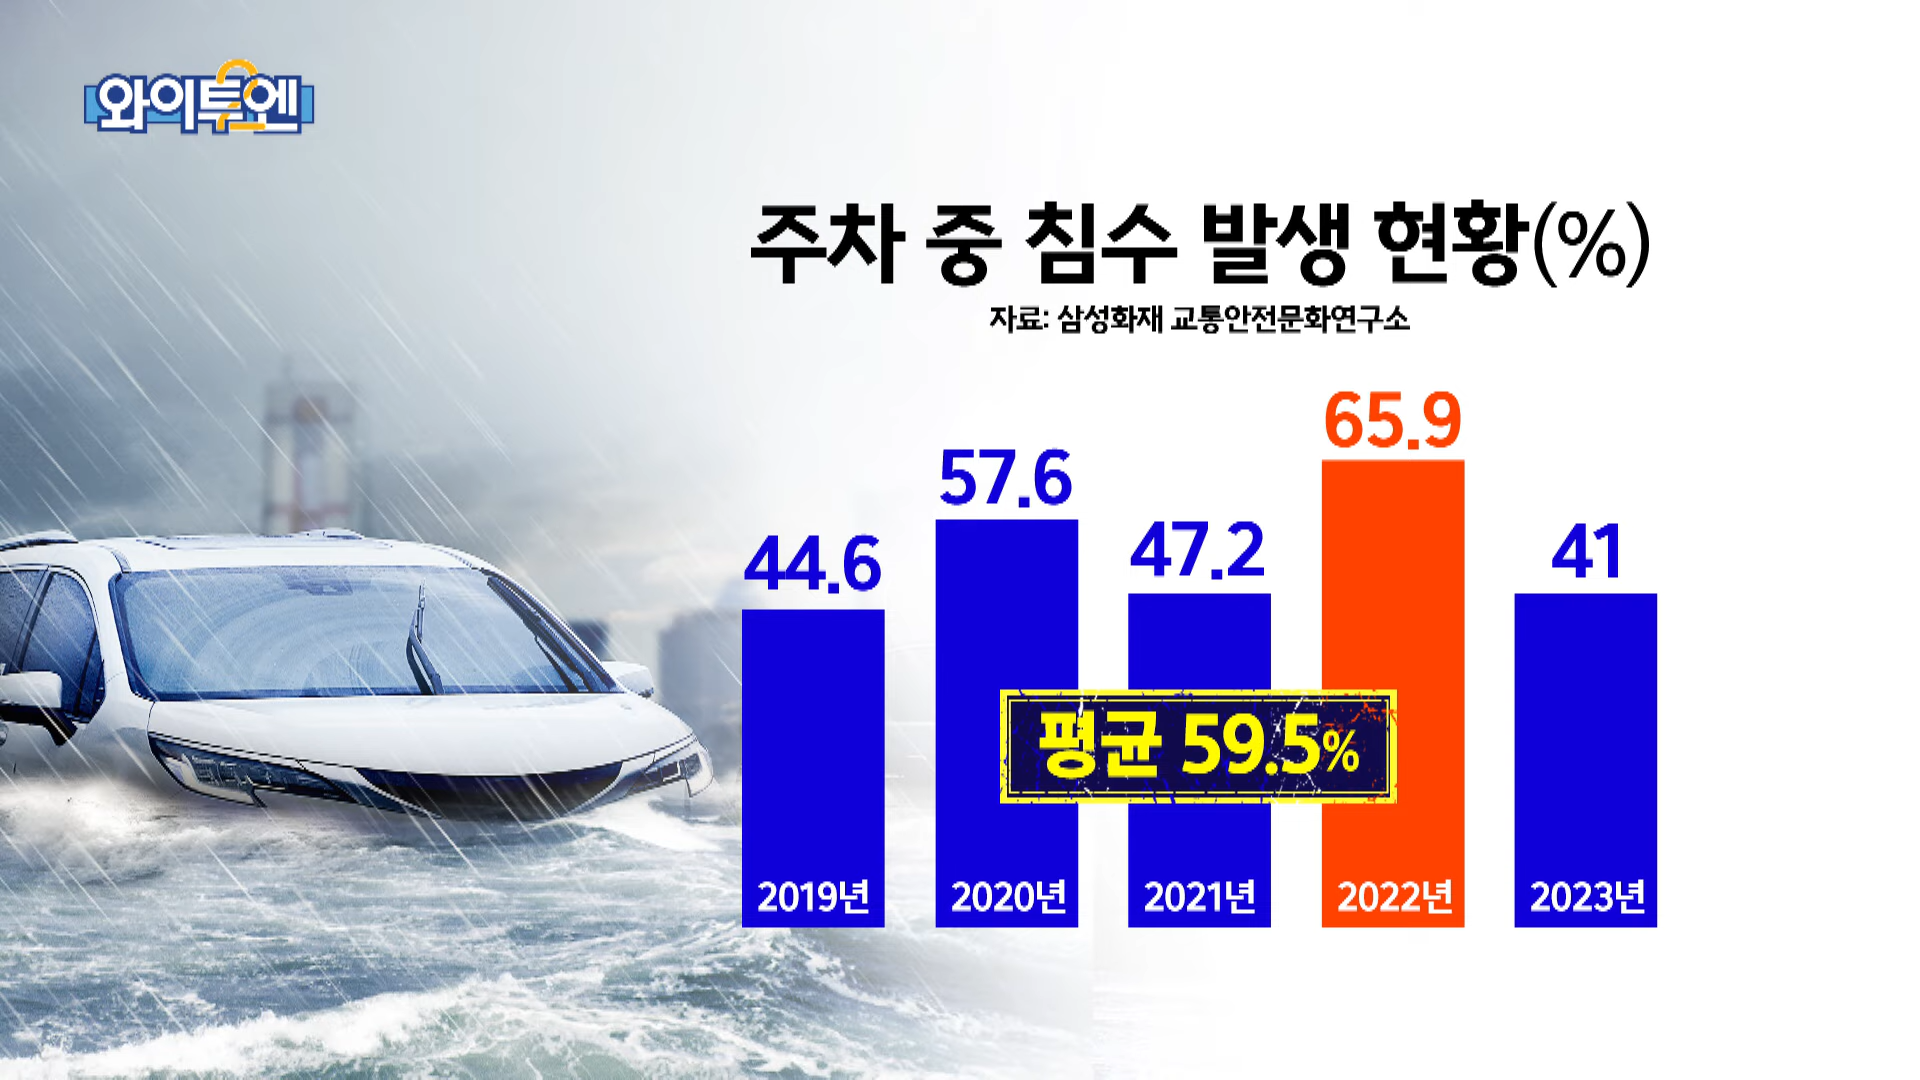 와이투엔
주차 중 침수 발생 현황(%)
자료: 삼성화재 교통안전문화연구소
44.6
57.6
47.2
65.9
41
평균 59.5%
2019년
2020년
2021년
2022년
2023년